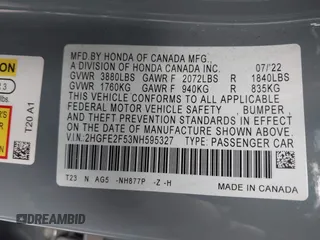 MFD BY HONDA OF CANADA MFG.,
A DIVISION OF HONDA CANADA INC. 07/'22
GVWR 3880LBS GAWR F 2072LBS R 1840LBS
GVWR 1760KG GAWR F 940KG R 835KG
THIS VEHICLE CONFORMS TO ALL APPLICABLE
FEDERAL MOTOR VEHICLE SAFETY, BUMPER, AND
THEFT PREVENTION STANDARDS IN EFFECT ON THE
DATE OF MANUFACTURE SHOWN ABOVE.
V.I.N:2HGFE2F53NH595327 TYPE:PASSENGER CAR
T23 N AG5 -NH877P -Z -H
MADE IN CANADA
T20 A1
©DREAMBID